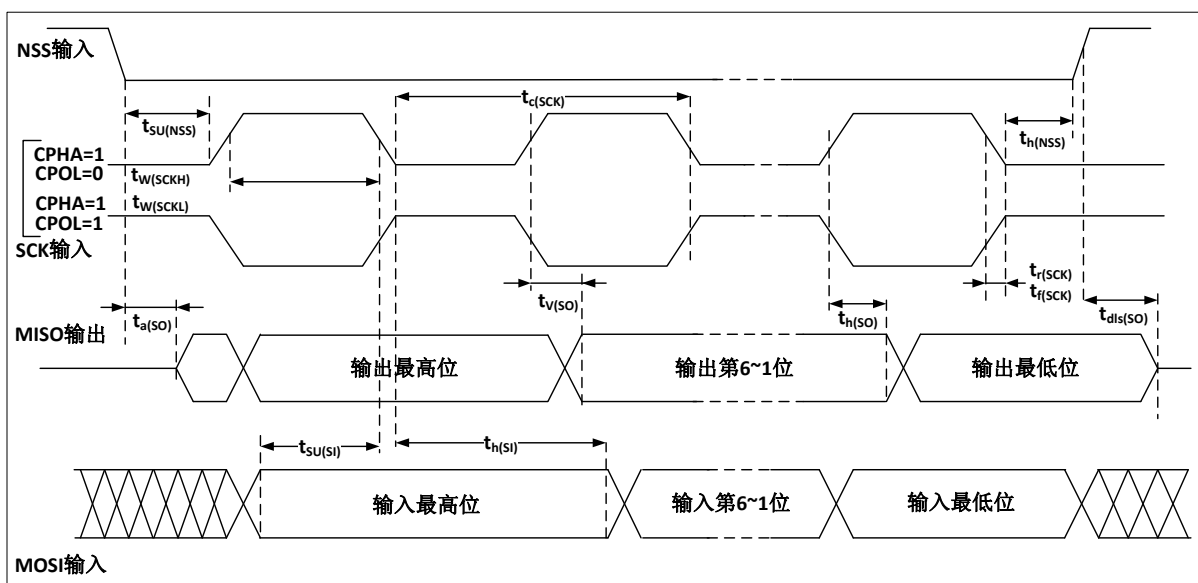 NSS输入
tc(SCK)
tSU(NSS)
th(NSS)
CPHA=1
CPOL=0
tW(SCKH)
CPHA=1
CPOL=1
tW(SCKL)
SCK输入
tr(SCK)
tf(SCK)
ta(SO)
tV(SO)
th(SO)
tdis(SO)
MISO输出
输出最高位
输出第6~1位
输出最低位
tSU(SI)
th(SI)
输入最高位
输入第6~1位
输入最低位
MOSI输入